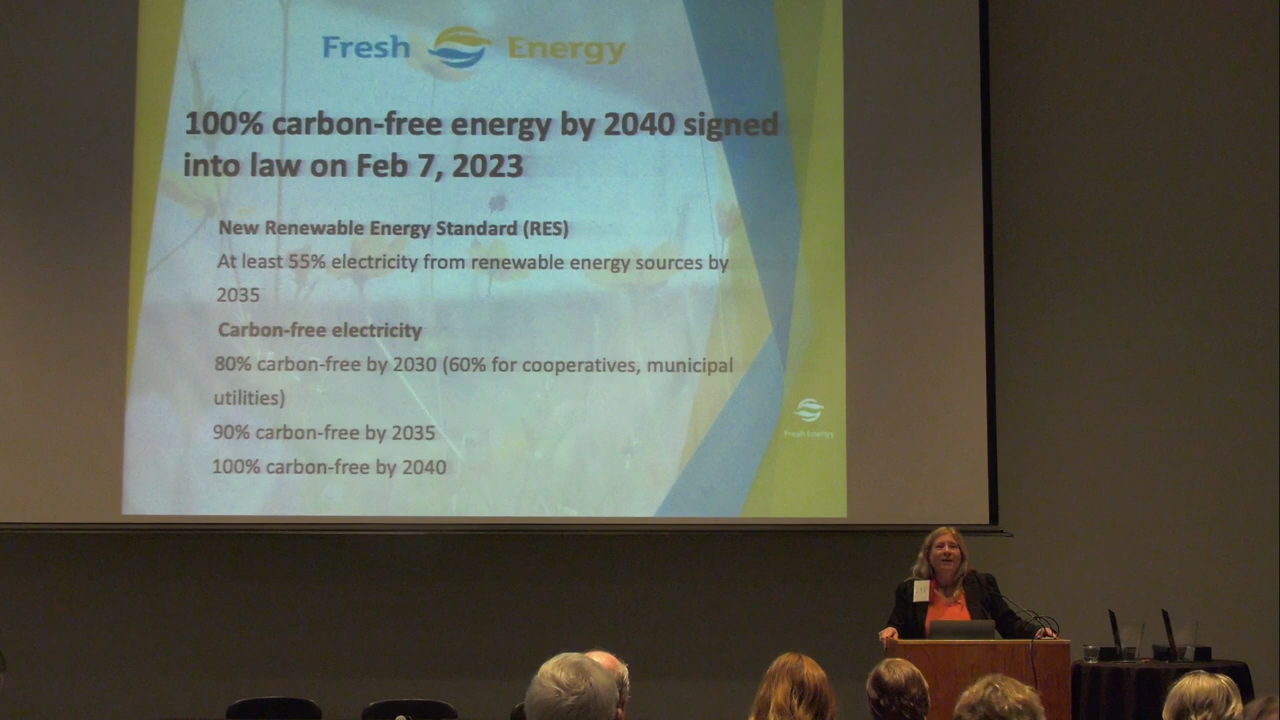 Fresh Energy
100% carbon-free energy by 2040 signed
into law on Feb 7, 2023
New Renewable Energy Standard (RES)
At least 55% electricity from renewable energy sources by
2035
Carbon-free electricity
80% carbon-free by 2030 (60% for cooperatives, municipal
utilities)
90% carbon-free by 2035
100% carbon-free by 2040
Fresh Energy